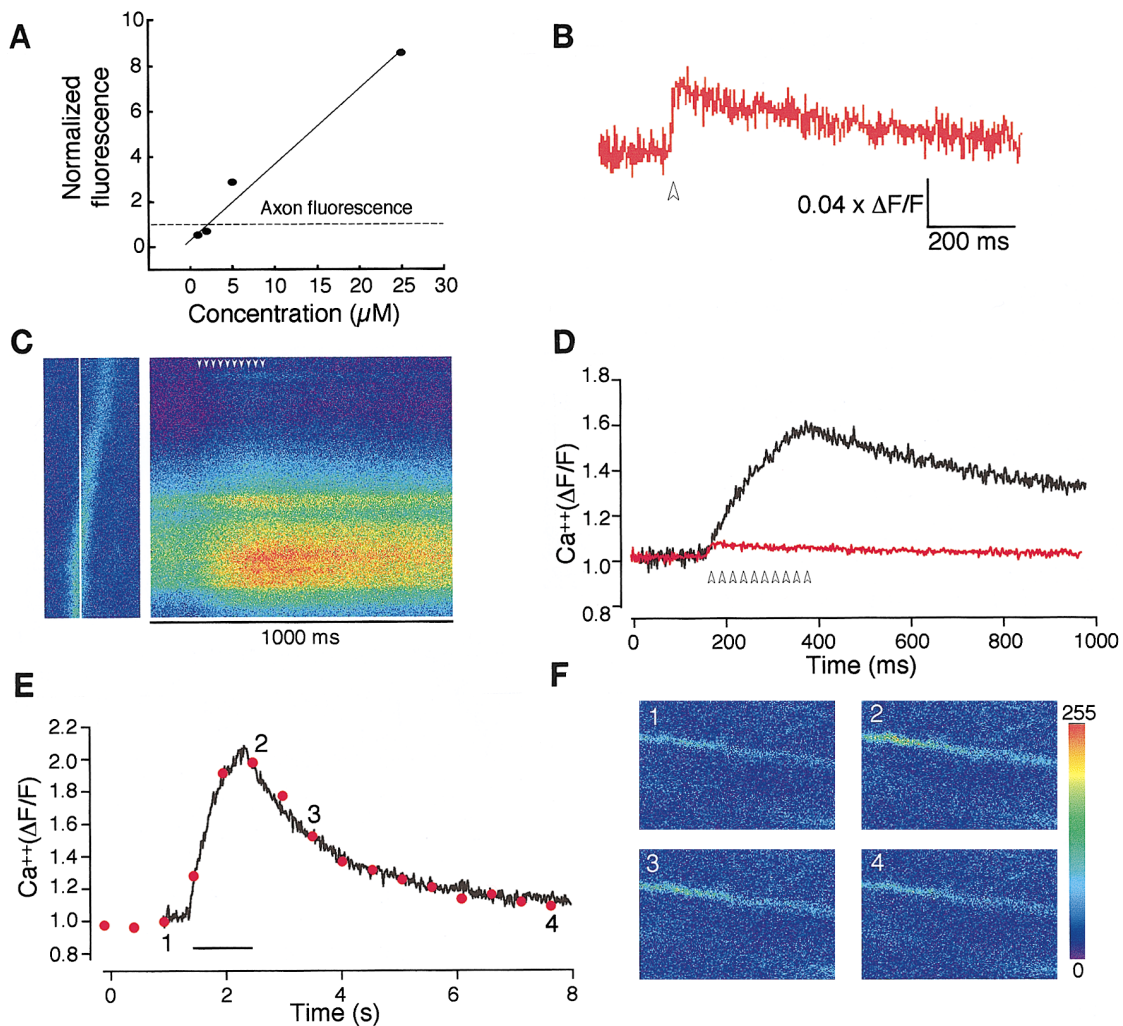 A
10
8
6
4
2
0
Normalized
fluorescence
Axon fluorescence
0 5 10 15 20 25 30
Concentration (µM)
B
0.04 x ΔF/F
200 ms
C
1000 ms
D
1.8
1.6
1.4
1.2
1.0
0.8
Ca++(ΔF/F)
0 200 400 600 800 1000
Time (ms)
E
2.2
2.0
1.8
1.6
1.4
1.2
1.0
0.8
Ca++(ΔF/F)
1
2
3
4
0 2 4 6 8
Time (s)
F
1
2
3
4
255
0